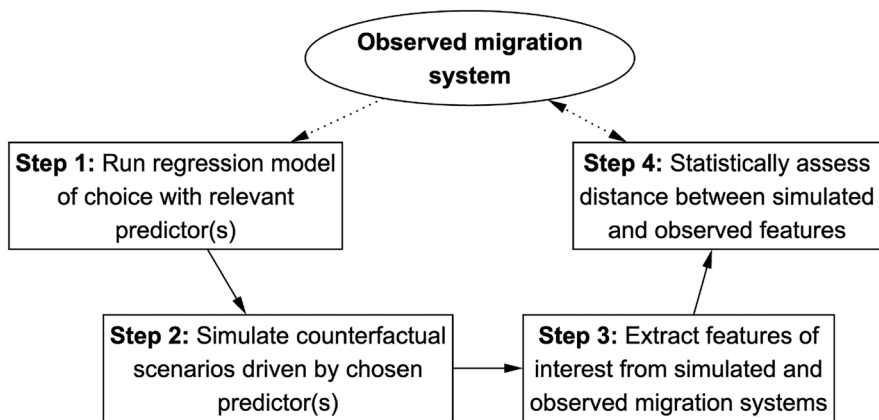 Observed migration
system
Step 1: Run regression model
of choice with relevant
predictor(s)
Step 4: Statistically assess
distance between simulated
and observed features
Step 2: Simulate counterfactual
scenarios driven by chosen
predictor(s)
Step 3: Extract features of
interest from simulated and
observed migration systems